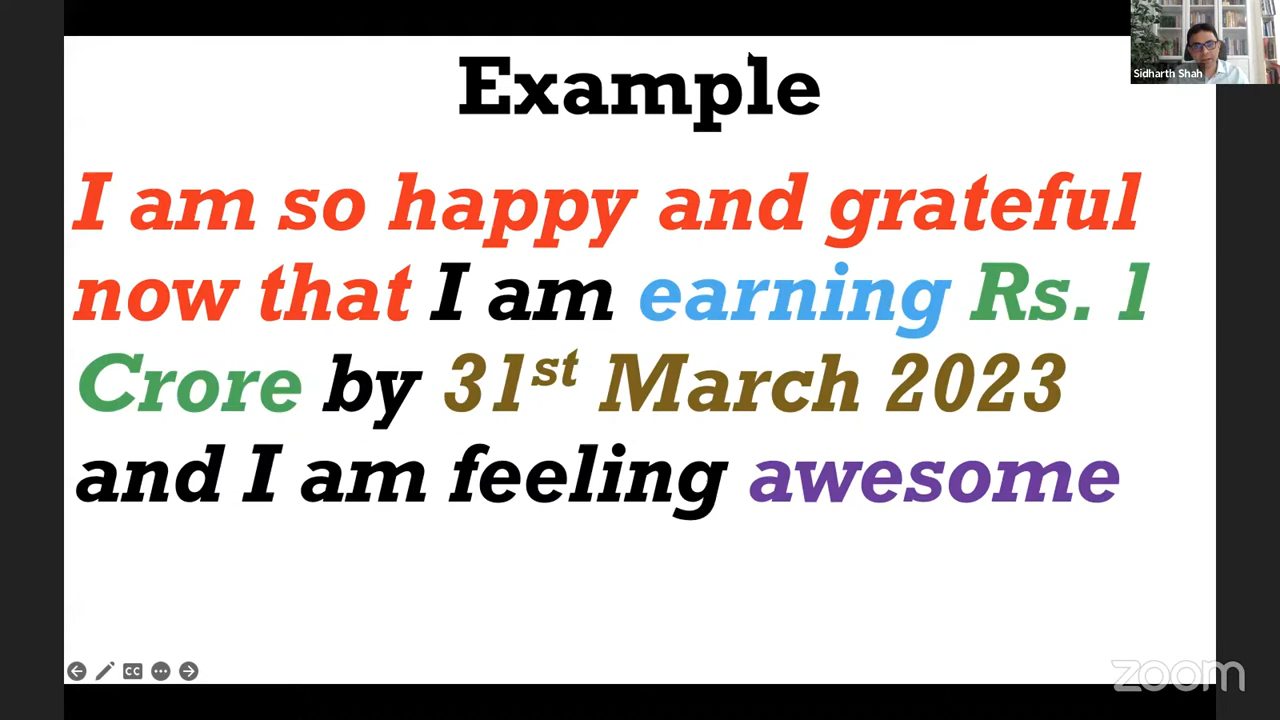 Example
Sidharth Shah
I am so happy and grateful
now that I am earning Rs. 1
Crore by 31st March 2023
and I am feeling awesome
CC
zoom